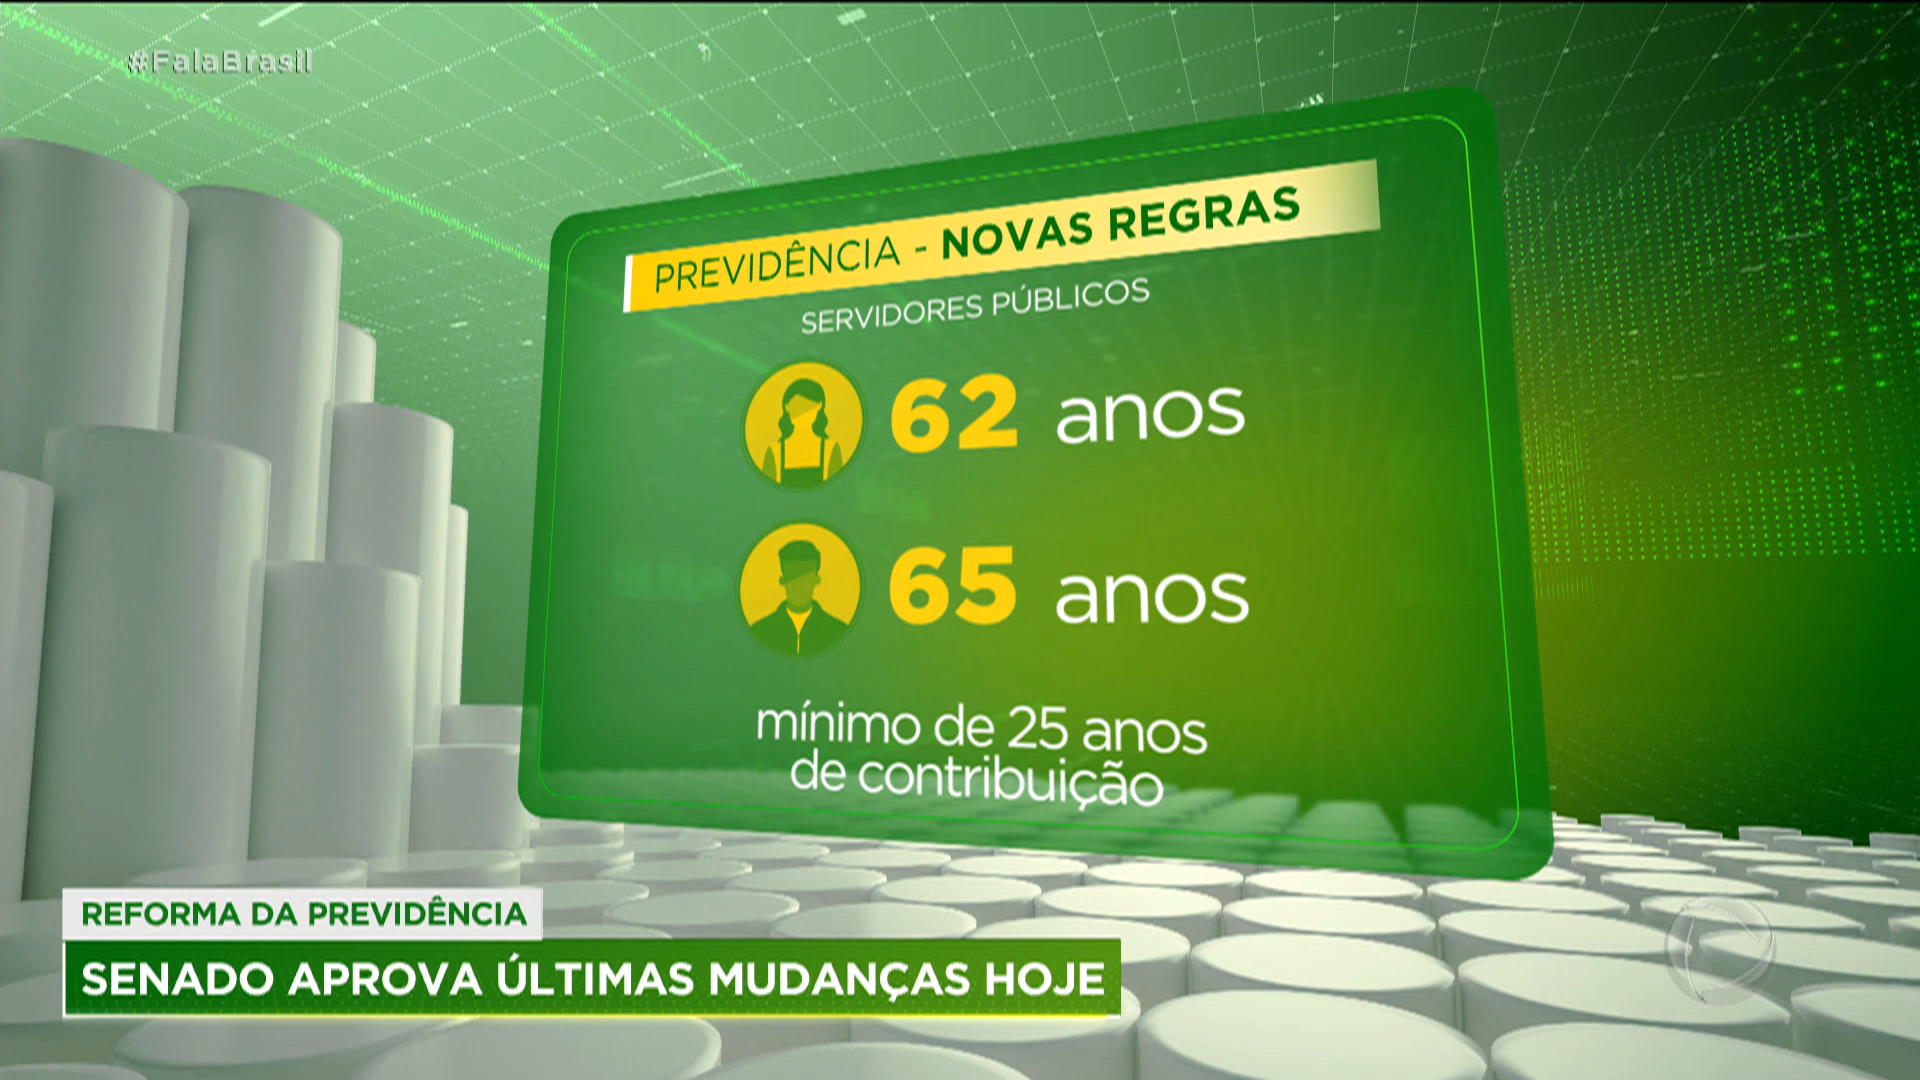 #FalaBrasil
PREVIDÊNCIA - NOVAS REGRAS
SERVIDORES PÚBLICOS
62 anos
65 anos
mínimo de 25 anos
de contribuição
REFORMA DA PREVIDÊNCIA
SENADO APROVA ÚLTIMAS MUDANÇAS HOJE